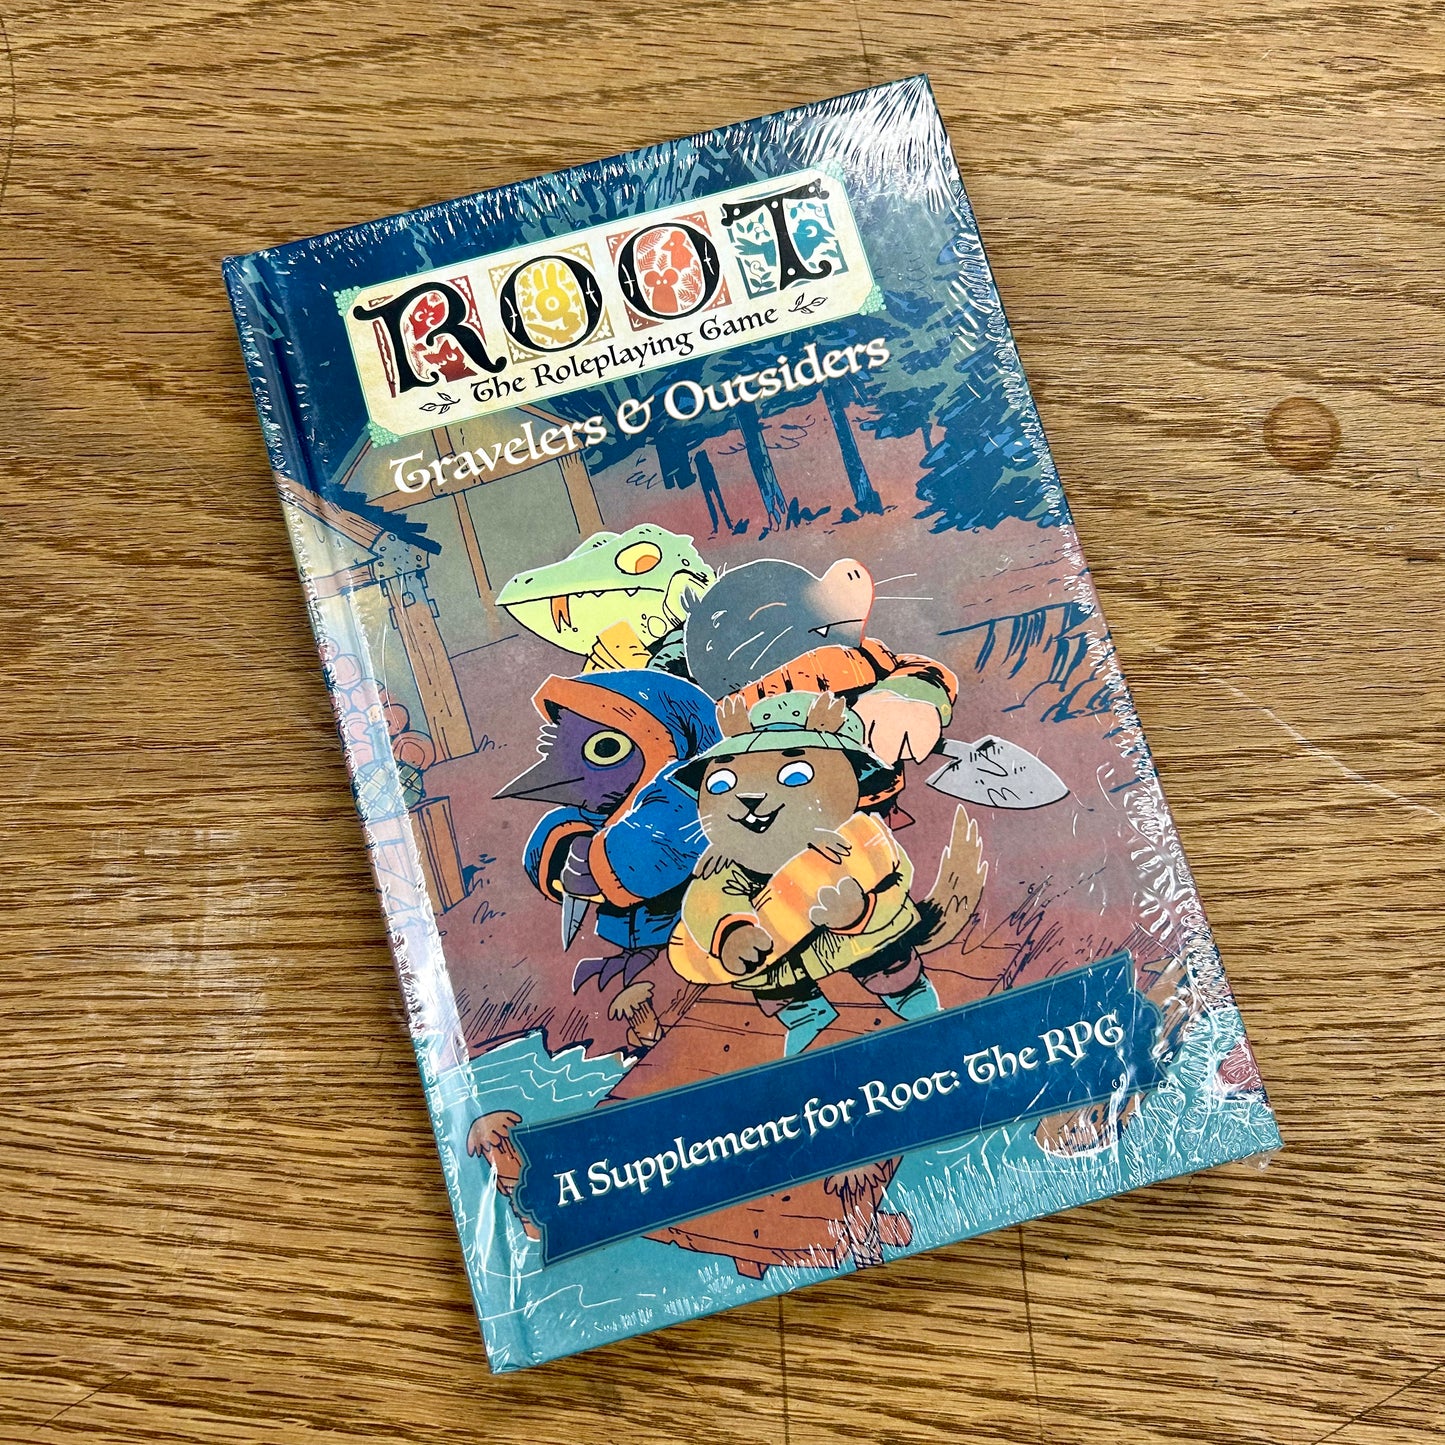 ROOT
The Roleplaying Game
Travelers & Outsiders
A Supplement for Root: The RPG